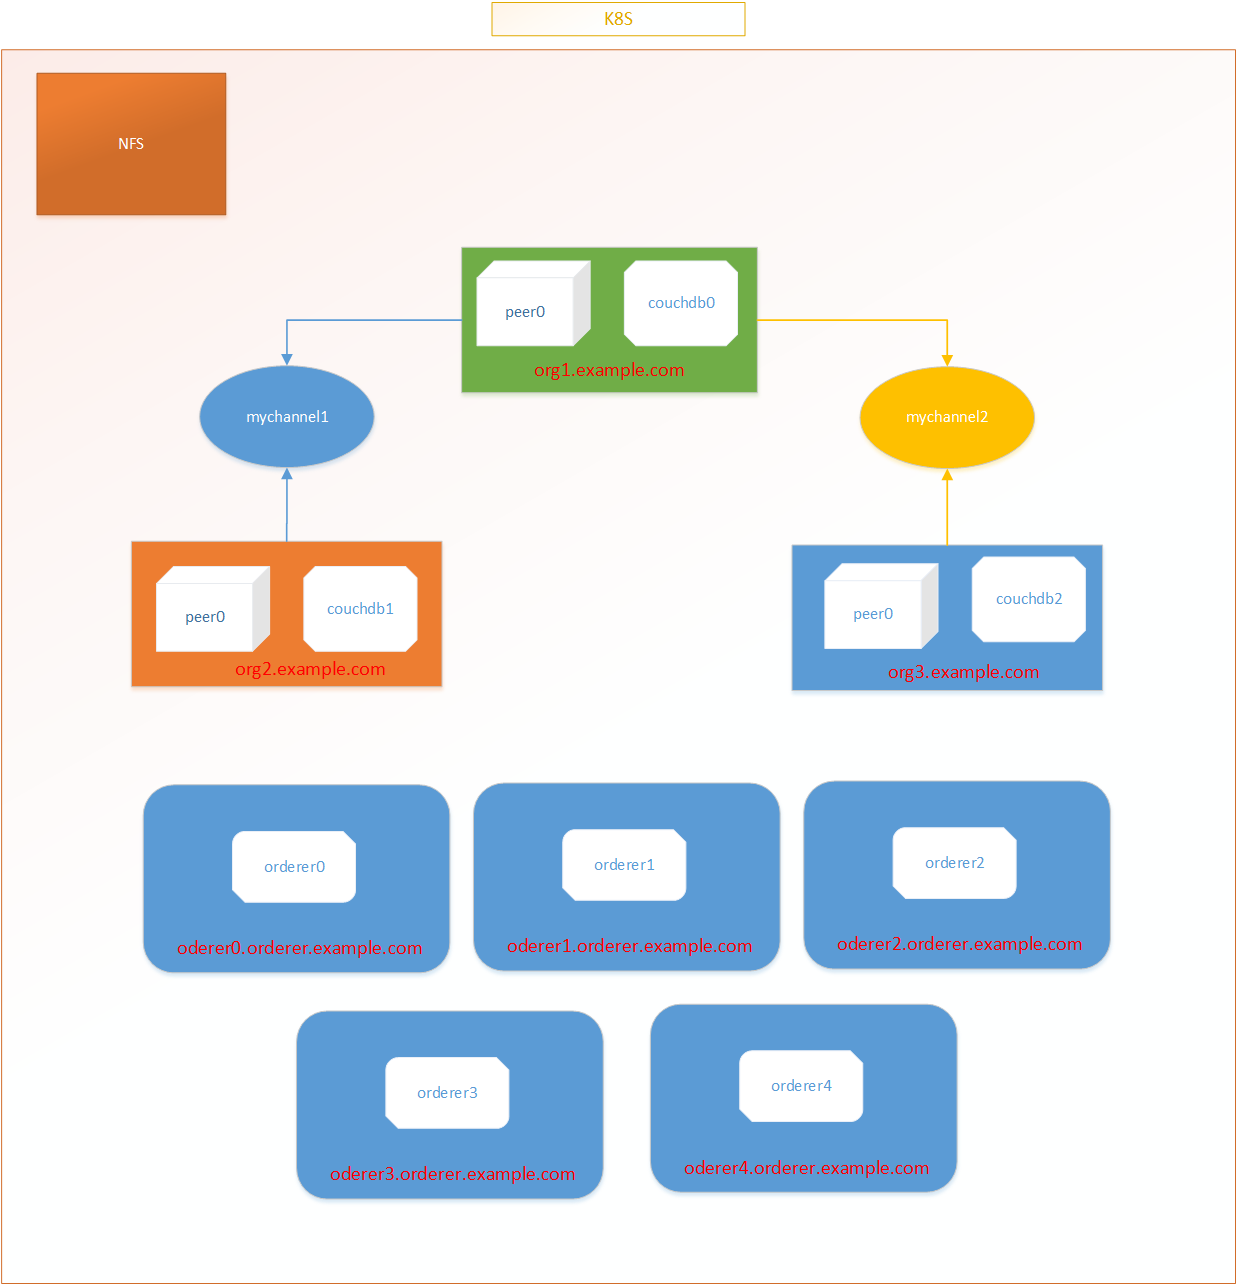 K8S
NFS
peer0
couchdb0
org1.example.com
mychannel1
mychannel2
peer0
couchdb1
org2.example.com
peer0
couchdb2
org3.example.com
orderer0
oderer0.orderer.example.com
orderer1
oderer1.orderer.example.com
orderer2
oderer2.orderer.example.com
orderer3
oderer3.orderer.example.com
orderer4
oderer4.orderer.example.com